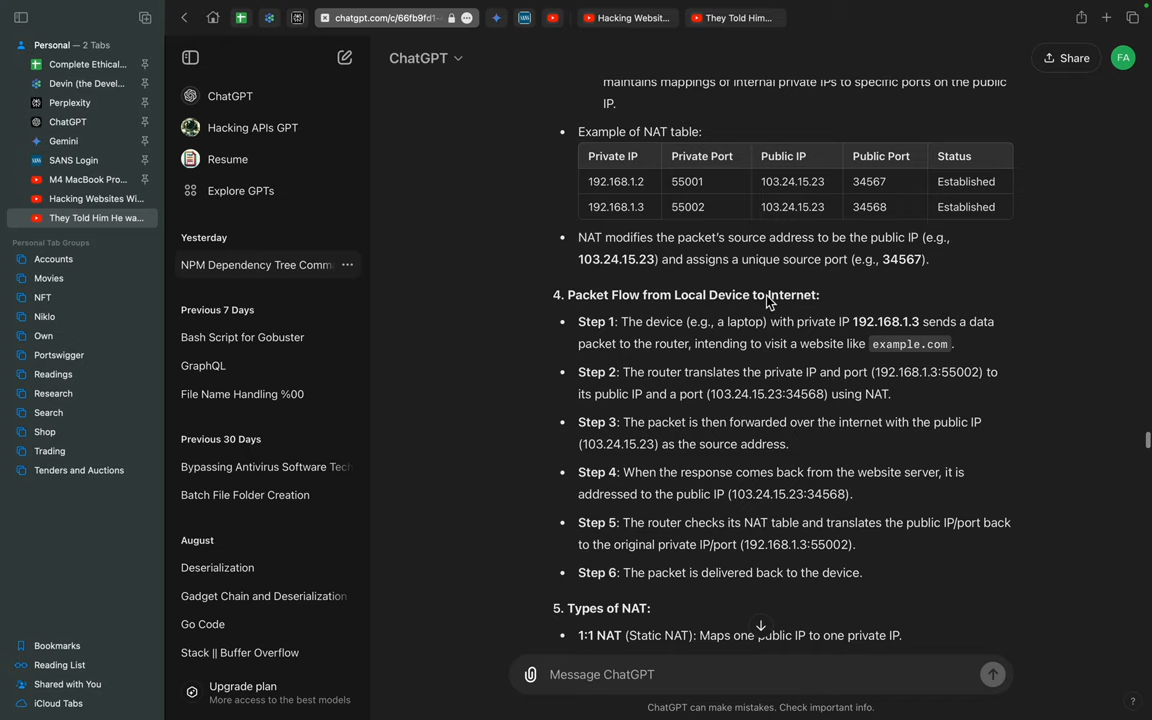 Personal — 2 Tabs
Complete Ethical...
Devin (the Devel...
Perplexity
ChatGPT
Gemini
SANS Login
M4 MacBook Pro...
Hacking Websites Wi...
They Told Him He wa...
Personal Tab Groups
Accounts
Movies
NFT
Niklo
Own
Portswigger
Readings
Research
Search
Shop
Trading
Tenders and Auctions
Bookmarks
Reading List
Shared with You
iCloud Tabs
chatgpt.com/c/66fb9fd1-
Hacking Websit...
They Told Him...
ChatGPT
Hacking APIs GPT
Resume
Explore GPTs
Yesterday
NPM Dependency Tree Comm
Previous 7 Days
Bash Script for Gobuster
GraphQL
File Name Handling %00
Previous 30 Days
Bypassing Antivirus Software Tech
Batch File Folder Creation
August
Deserialization
Gadget Chain and Deserialization
Go Code
Stack || Buffer Overflow
Upgrade plan
More access to the best models
ChatGPT
Share
FA
maintains mappings of internal private IPs to specific ports on the public
IP.
Example of NAT table:
Private IP Private Port Public IP Public Port Status
192.168.1.2 55001 103.24.15.23 34567 Established
192.168.1.3 55002 103.24.15.23 34568 Established
NAT modifies the packet's source address to be the public IP (e.g.,
103.24.15.23) and assigns a unique source port (e.g., 34567).
4. Packet Flow from Local Device to Internet:
Step 1: The device (e.g., a laptop) with private IP 192.168.1.3 sends a data
packet to the router, intending to visit a website like example.com.
Step 2: The router translates the private IP and port (192.168.1.3:55002) to
its public IP and a port (103.24.15.23:34568) using NAT.
Step 3: The packet is then forwarded over the internet with the public IP
(103.24.15.23) as the source address.
Step 4: When the response comes back from the website server, it is
addressed to the public IP (103.24.15.23:34568).
Step 5: The router checks its NAT table and translates the public IP/port back
to the original private IP/port (192.168.1.3:55002).
Step 6: The packet is delivered back to the device.
5. Types of NAT:
1:1 NAT (Static NAT): Maps one public IP to one private IP.
Message ChatGPT
ChatGPT can make mistakes. Check important info.
?